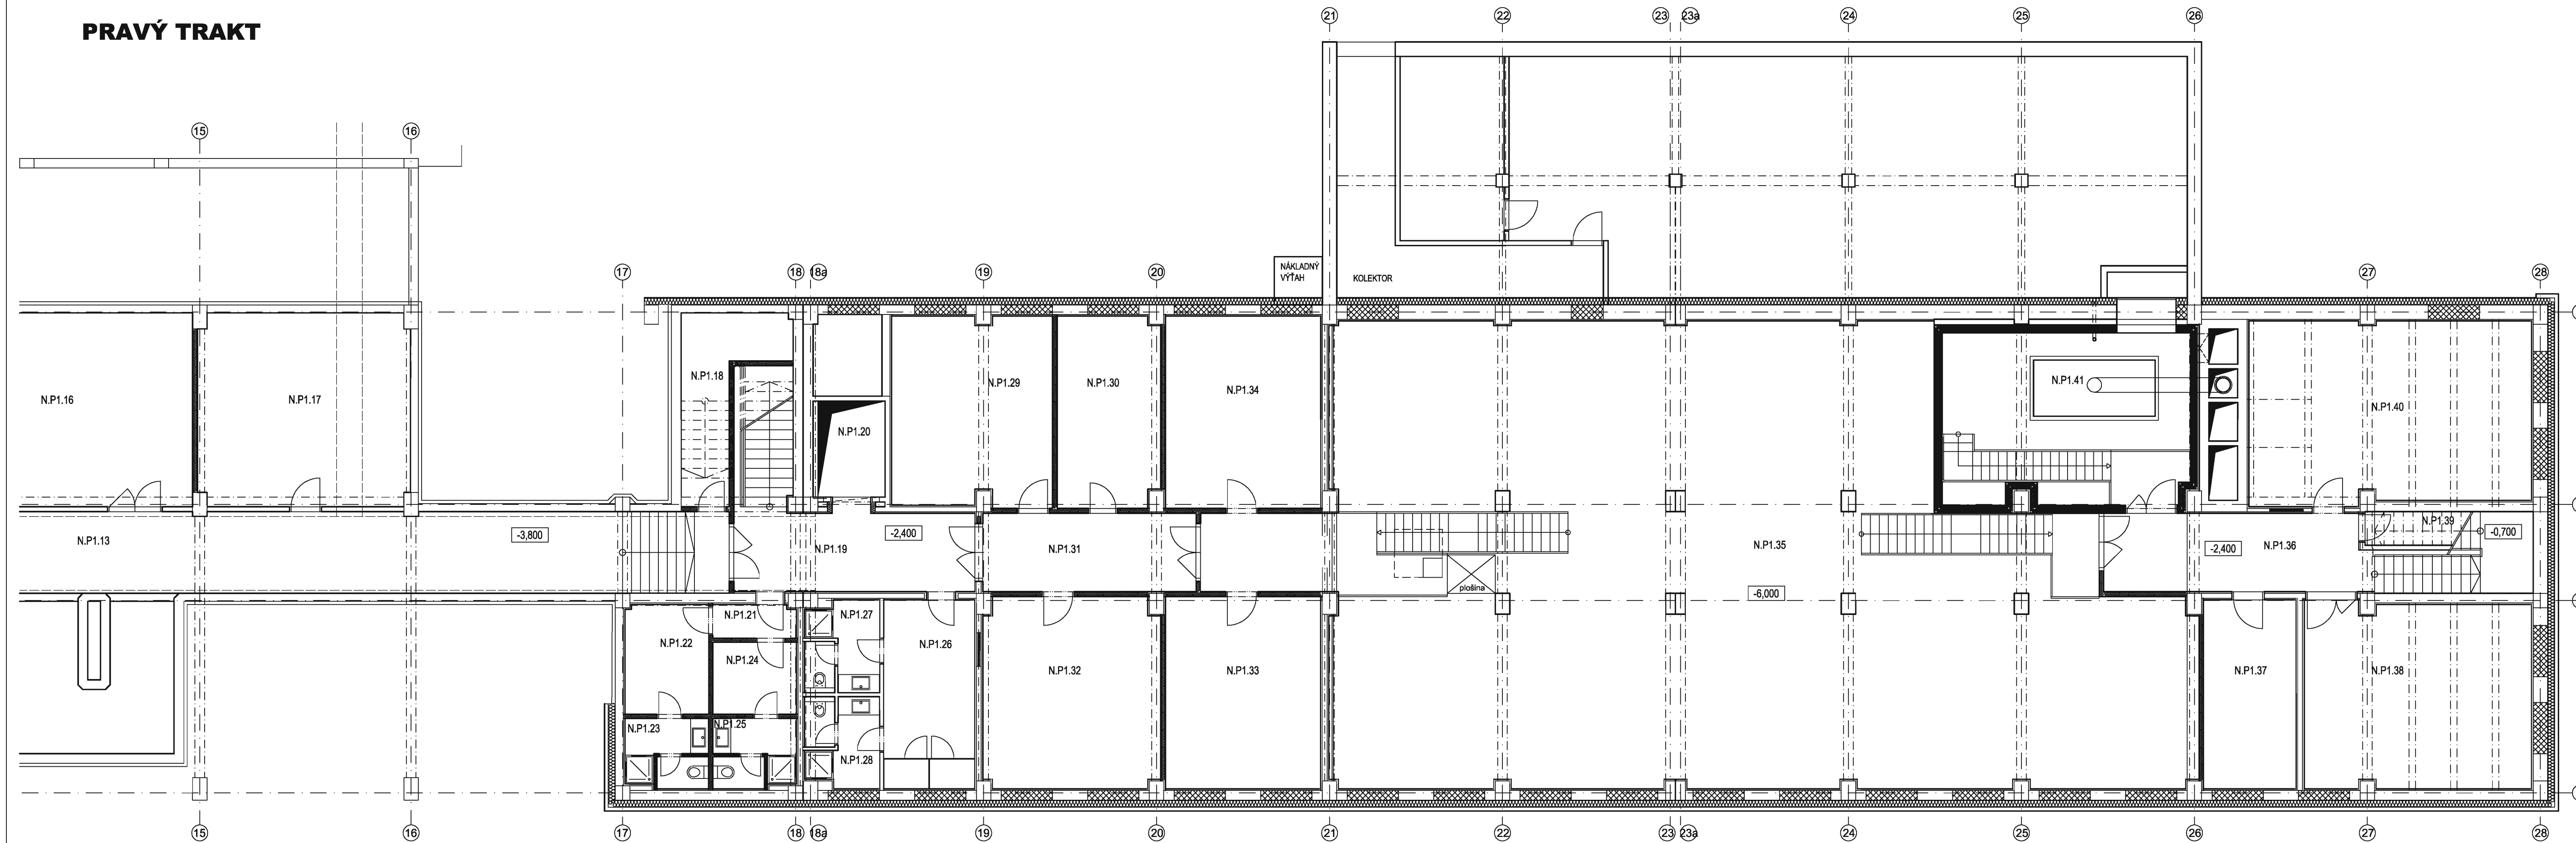 PRAVÝ TRAKT
21
22
23
23a
24
25
26
15
16
17
18
18a
19
20
27
28
NÁKLADNÝ
VÝŤAH
KOLEKTOR
N.P1.16
N.P1.17
N.P1.18
N.P1.20
N.P1.29
N.P1.30
N.P1.34
N.P1.41
N.P1.40
N.P1.13
-3,800
N.P1.19
-2,400
N.P1.31
N.P1.35
-2,400
N.P1.36
N.P1.39
-0,700
plošina
-6,000
N.P1.21
N.P1.22
N.P1.24
N.P1.23
N.P1.25
N.P1.27
N.P1.26
N.P1.28
N.P1.32
N.P1.33
N.P1.37
N.P1.38
15
16
17
18
18a
19
20
21
22
23
23a
24
25
26
27
28